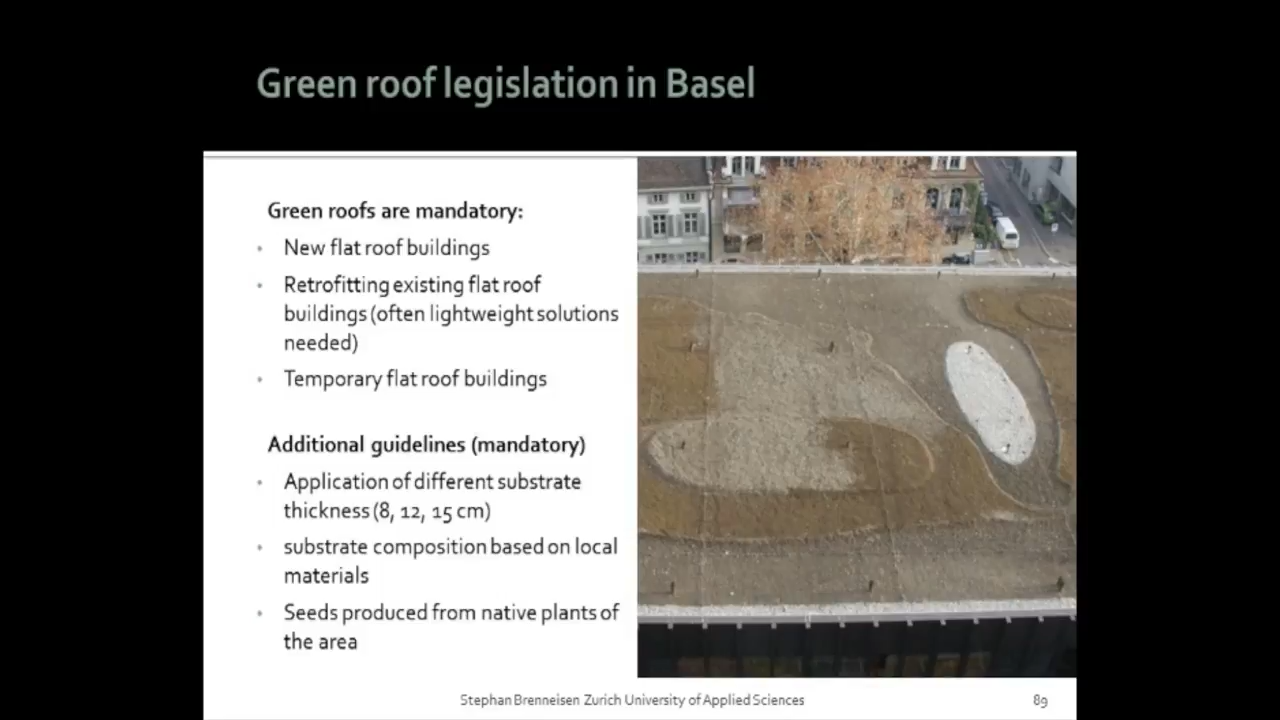 Green roof legislation in Basel
Green roofs are mandatory:
• New flat roof buildings
• Retrofitting existing flat roof
buildings (often lightweight solutions
needed)
• Temporary flat roof buildings
Additional guidelines (mandatory)
• Application of different substrate
thickness (8, 12, 15 cm)
• substrate composition based on local
materials
• Seeds produced from native plants of
the area
Stephan Brenneisen Zurich University of Applied Sciences
89